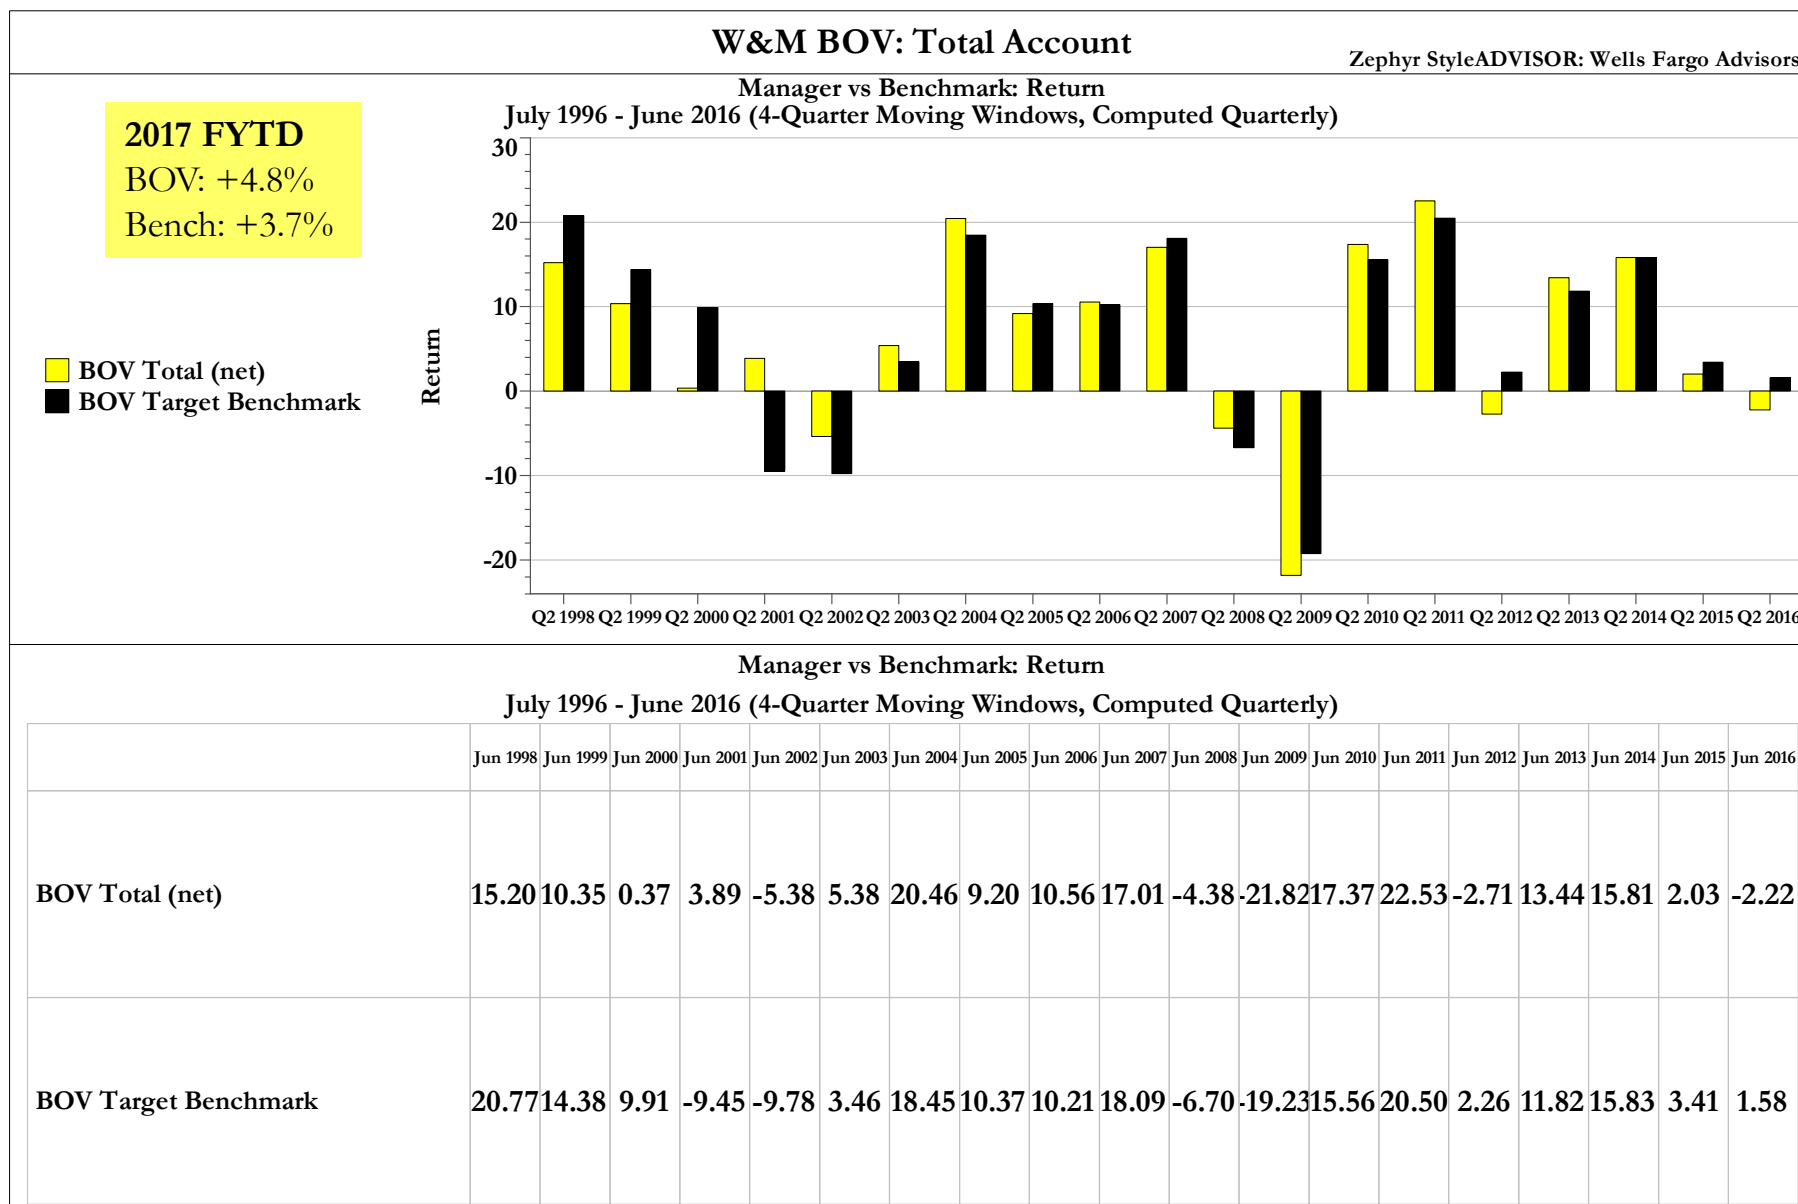 W&M BOV: Total Account
Zephyr StyleADVISOR: Wells Fargo Advisors
Manager vs Benchmark: Return
July 1996 - June 2016 (4-Quarter Moving Windows, Computed Quarterly)
2017 FYTD
BOV: +4.8%
Bench: +3.7%
BOV Total (net)
BOV Target Benchmark
Return
30
20
10
0
-10
-20
Q2 1998 Q2 1999 Q2 2000 Q2 2001 Q2 2002 Q2 2003 Q2 2004 Q2 2005 Q2 2006 Q2 2007 Q2 2008 Q2 2009 Q2 2010 Q2 2011 Q2 2012 Q2 2013 Q2 2014 Q2 2015 Q2 2016
Manager vs Benchmark: Return
July 1996 - June 2016 (4-Quarter Moving Windows, Computed Quarterly)
Jun 1998 Jun 1999 Jun 2000 Jun 2001 Jun 2002 Jun 2003 Jun 2004 Jun 2005 Jun 2006 Jun 2007 Jun 2008 Jun 2009 Jun 2010 Jun 2011 Jun 2012 Jun 2013 Jun 2014 Jun 2015 Jun 2016
BOV Total (net) 15.20 10.35 0.37 3.89 -5.38 5.38 20.46 9.20 10.56 17.01 -4.38 -21.82 17.37 22.53 -2.71 13.44 15.81 2.03 -2.22
BOV Target Benchmark 20.77 14.38 9.91 -9.45 -9.78 3.46 18.45 10.37 10.21 18.09 -6.70 -19.23 15.56 20.50 2.26 11.82 15.83 3.41 1.58